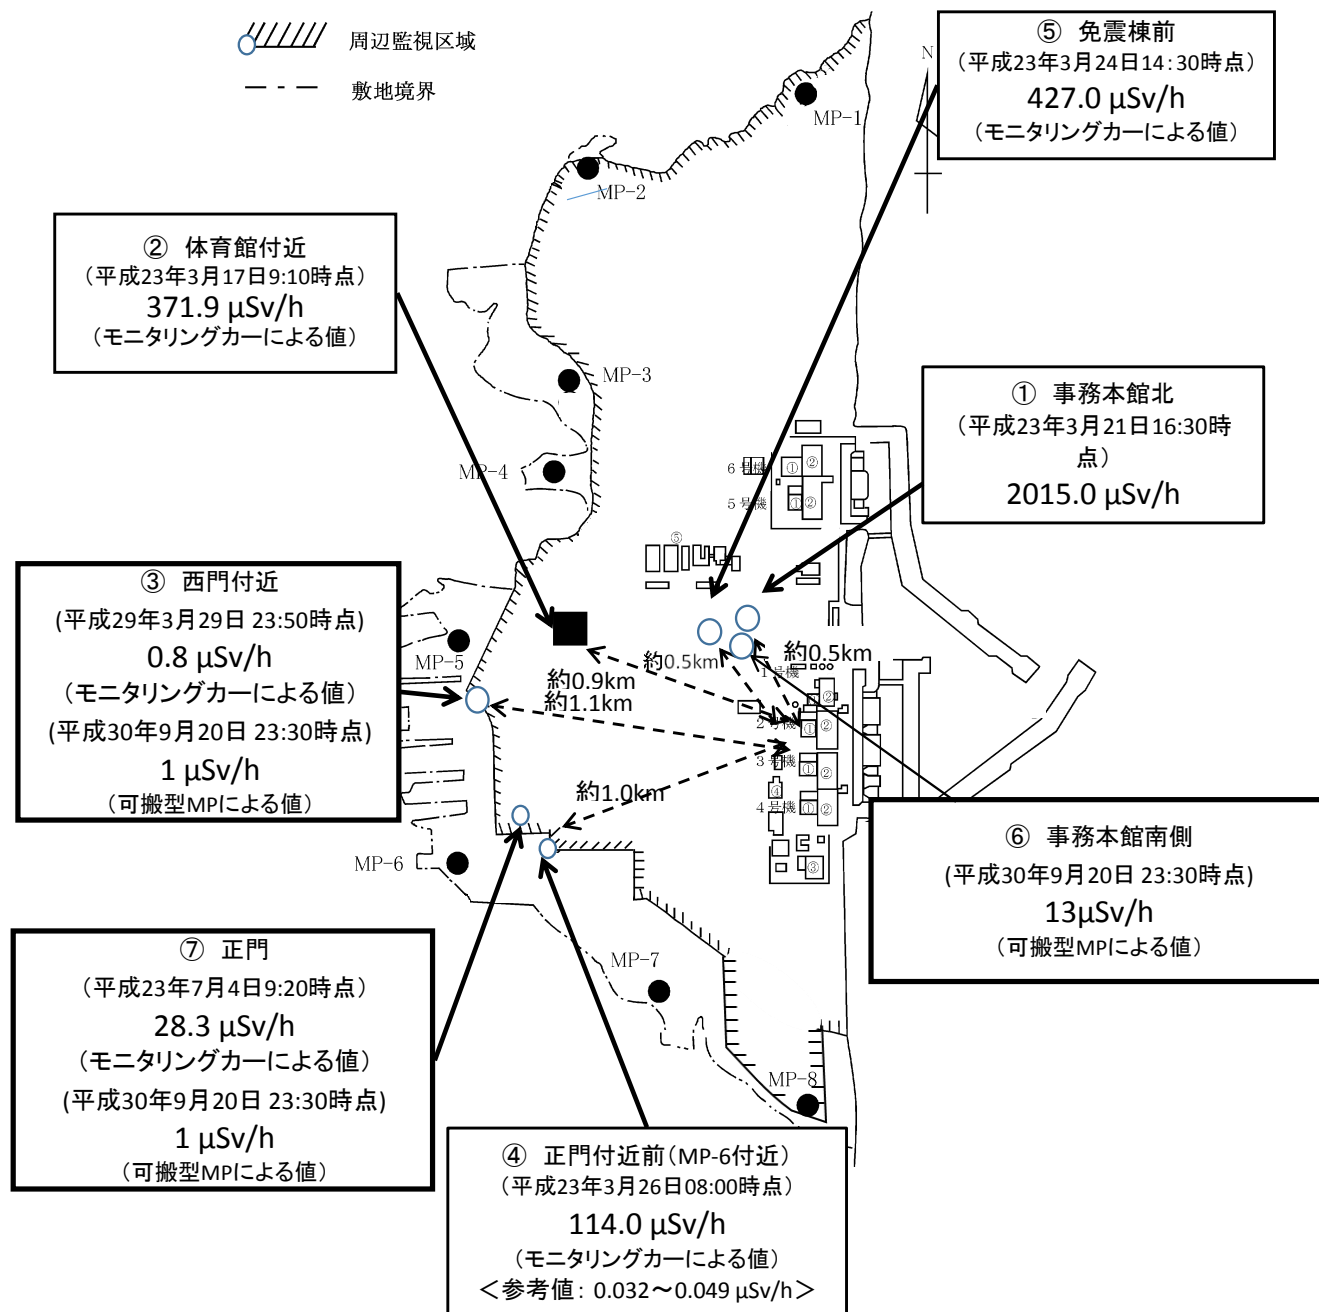 周辺監視区域
敷地境界
N
⑤ 免震棟前
（平成23年3月24日14：30時点）
427.0 μSv/h
（モニタリングカーによる値）
MP-1
MP-2
② 体育館付近
（平成23年3月17日9:10時点）
371.9 μSv/h
（モニタリングカーによる値）
MP-3
① 事務本館北
（平成23年3月21日16:30時
点）
2015.0 μSv/h
MP-4
6号機
①
②
5号機
①
②
⑤
③ 西門付近
(平成29年3月29日 23:50時点)
0.8 μSv/h
（モニタリングカーによる値）
(平成30年9月20日 23:30時点)
1 μSv/h
（可搬型MPによる値）
MP-5
約0.5km
約0.5km
約0.9km
約1.1km
1号機
②
2号機
①
②
3号機
①
②
④
4号機
①
②
③
約1.0km
MP-6
⑥ 事務本館南側
(平成30年9月20日 23:30時点)
13μSv/h
（可搬型MPによる値）
⑦ 正門
（平成23年7月4日9:20時点）
28.3 μSv/h
（モニタリングカーによる値）
(平成30年9月20日 23:30時点)
1 μSv/h
（可搬型MPによる値）
MP-7
MP-8
④ 正門付近前（MP-6付近）
（平成23年3月26日08:00時点）
114.0 μSv/h
（モニタリングカーによる値）
＜参考値： 0.032～0.049 μSv/h＞